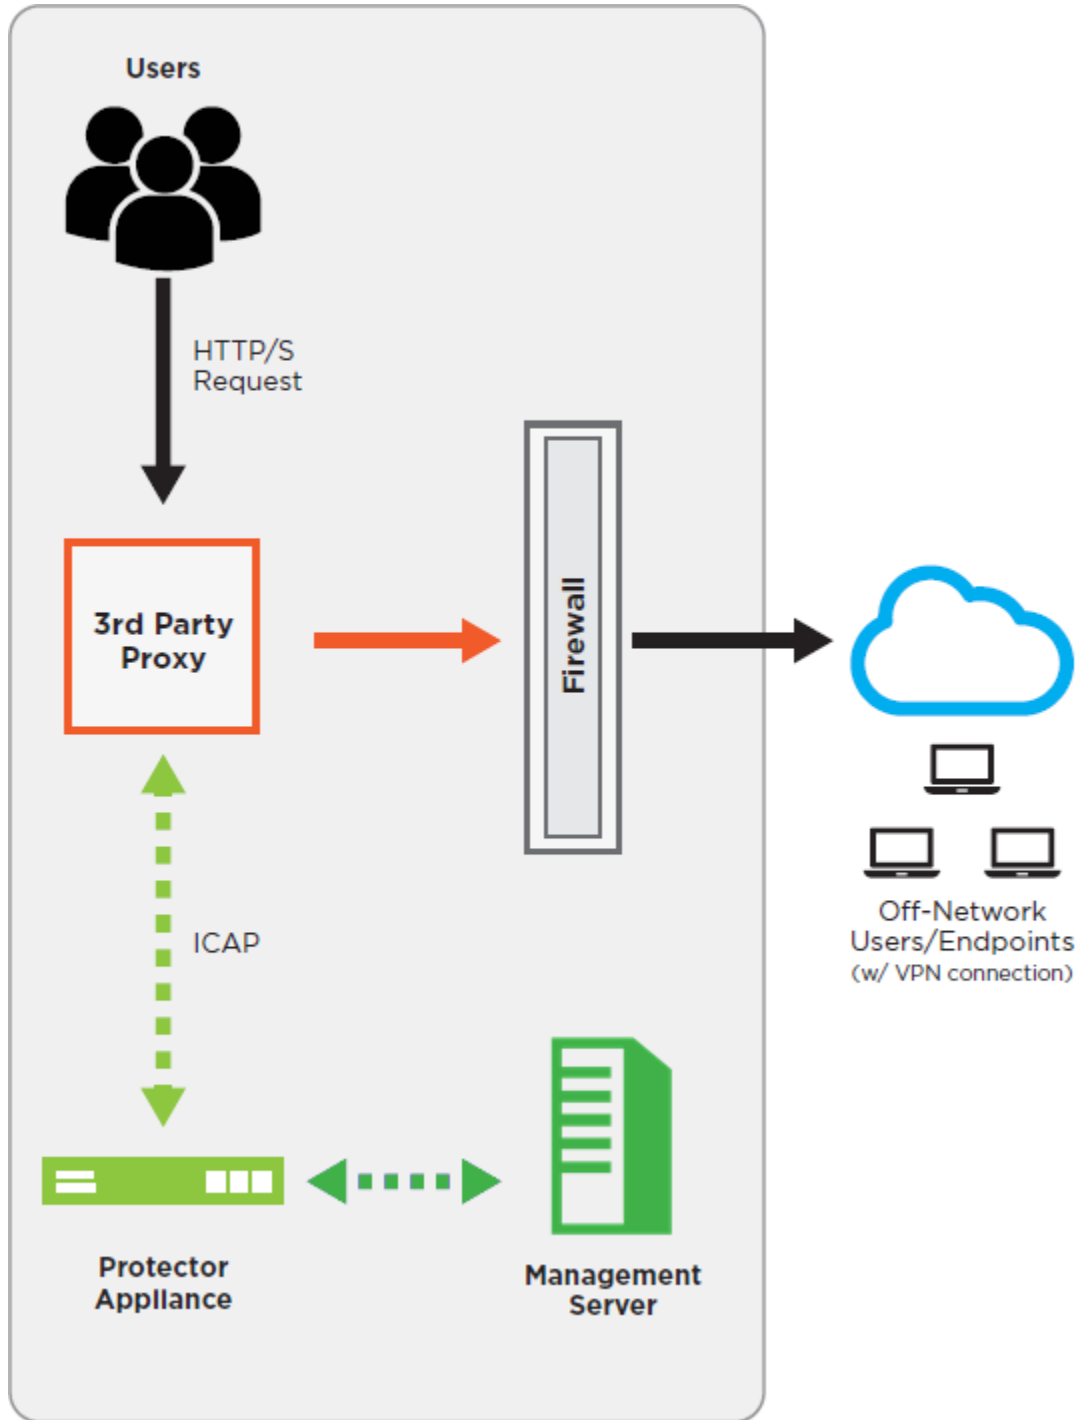 Users
HTTP/S
Request
3rd Party
Proxy
Firewall
ICAP
Off-Network
Users/Endpoints
(w/ VPN connection)
Protector
Appliance
Management
Server